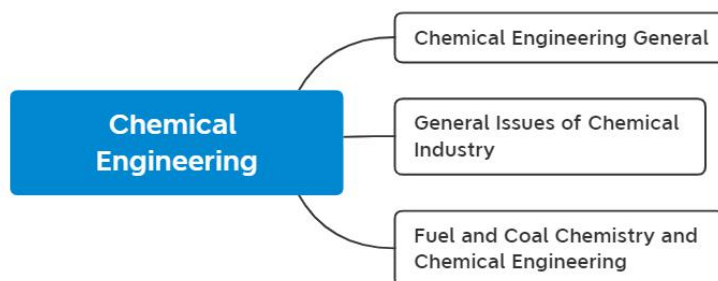 Chemical
Engineering
Chemical Engineering General
General Issues of Chemical
Industry
Fuel and Coal Chemistry and
Chemical Engineering